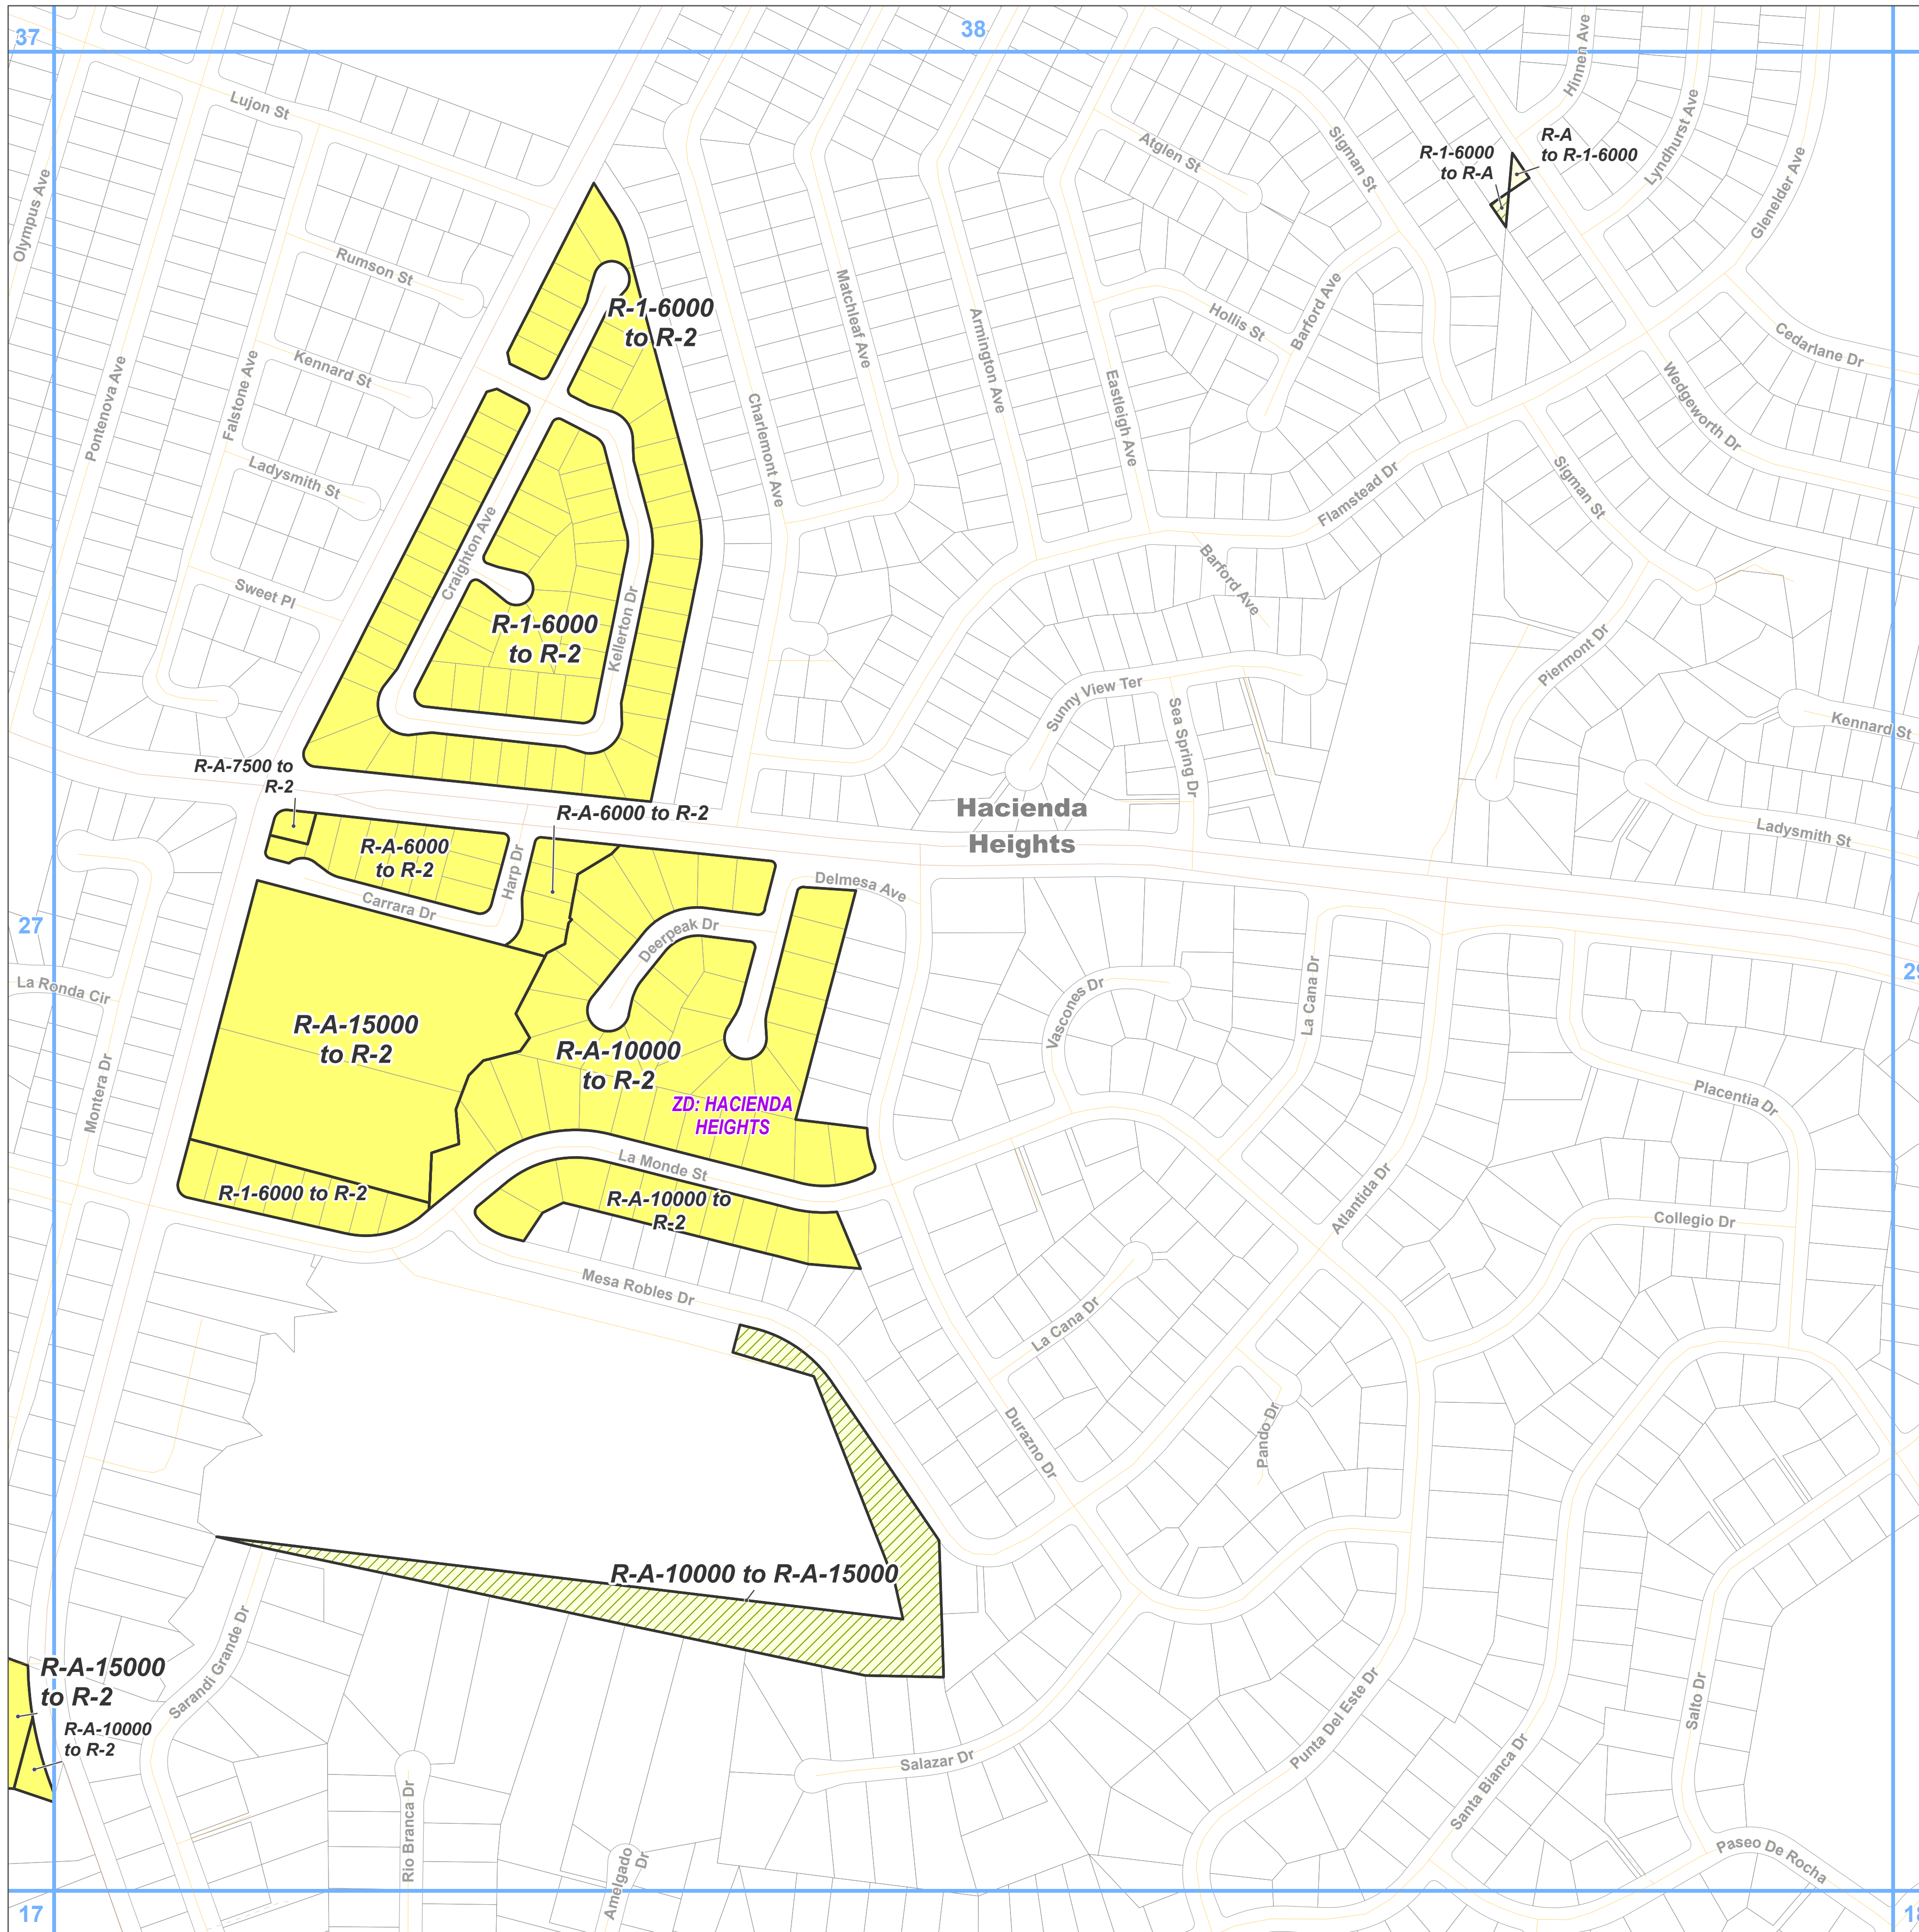 37
38
Hinnen Ave
Lujon St
Olympus Ave
Atglen St
Sigman St
R-A
to R-1-6000
R-1-6000
to R-A
Lyndhurst Ave
Glenelder Ave
Rumson St
Kennard St
Pontenova Ave
Falstone Ave
Ladysmith St
Sweet Pl
R-1-6000
to R-2
Matchleaf Ave
Armington Ave
Charlemont Ave
Eastleigh Ave
Hollis St
Barford Ave
Cedarlane Dr
Wedgeworth Dr
Flamstead Dr
Sigman St
Barford Ave
Craighton Ave
R-1-6000
to R-2
Kellerton Dr
Sunny View Ter
Sea Spring Dr
Piermont Dr
Kennard St
Ladysmith St
R-A-7500 to
R-2
R-A-6000 to R-2
Hacienda
Heights
R-A-6000
to R-2
Harp Dr
Carrara Dr
Delmesa Ave
Deerpeak Dr
27
29
La Ronda Cir
Montera Dr
R-A-15000
to R-2
R-A-10000
to R-2
ZD: HACIENDA
HEIGHTS
Vascones Dr
La Cana Dr
Placentia Dr
La Monde St
R-1-6000 to R-2
R-A-10000 to
R-2
Atlantida Dr
Collegio Dr
Mesa Robles Dr
La Cana Dr
Durazno Dr
Pando Dr
R-A-10000 to R-A-15000
Sarandi Grande Dr
R-A-15000
to R-2
R-A-10000
to R-2
Salazar Dr
Punta Del Este Dr
Santa Bianca Dr
Salto Dr
Rio Branca Dr
Amelgado
Dr
Paseo De Rocha
17
18